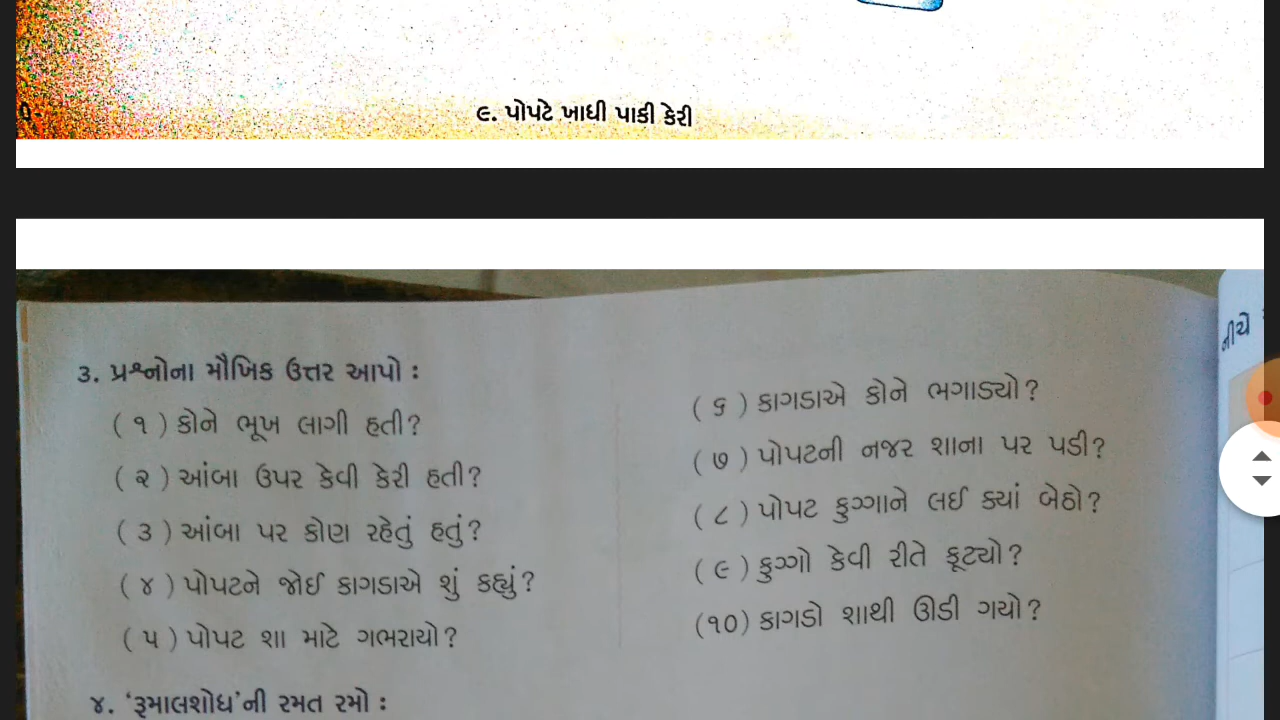 ૯. પોપટે ખાધી પાકી કેરી
૩. પ્રશ્નોના મૌખિક ઉત્તર આપો :
( ૧ ) કોને ભૂખ લાગી હતી?
( ૨ ) આંબા ઉપર કેવી કેરી હતી?
( ૩ ) આંબા પર કોણ રહેતું હતું?
( ૪ ) પોપટને જોઈ કાગડાએ શું કહ્યું?
( ૫ ) પોપટ શા માટે ગભરાયો?
( ૬ ) કાગડાએ કોને ભગાડ્યો?
( ૭ ) પોપટની નજર શાના પર પડી?
( ૮ ) પોપટ ફુગ્ગાને લઈ ક્યાં બેઠો?
( ૯ ) ફુગ્ગો કેવી રીતે ફૂટ્યો?
(૧૦) કાગડો શાથી ઊડી ગયો?
૪. ‘રૂમાલશોધ’ની રમત રમો :
નીચે